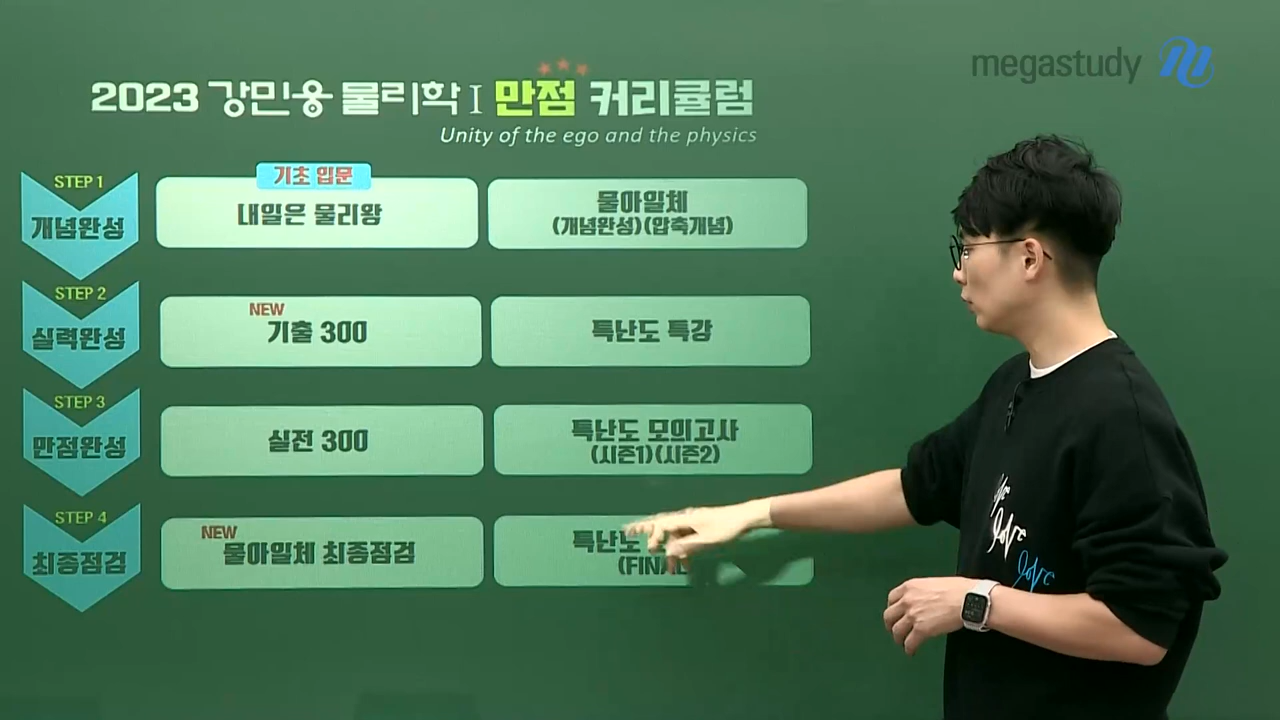 megastudy
2023 강민웅 물리학 I 만점 커리큘럼
Unity of the ego and the physics
STEP 1
개념완성
기초 입문
내일은 물리왕
물아일체
(개념완성)(압축개념)
STEP 2
실력완성
NEW
기출 300
특난도 특강
STEP 3
만점완성
실전 300
특난도 모의고사
(시즌1)(시즌2)
STEP 4
최종점검
NEW
물아일체 최종점검
love
love